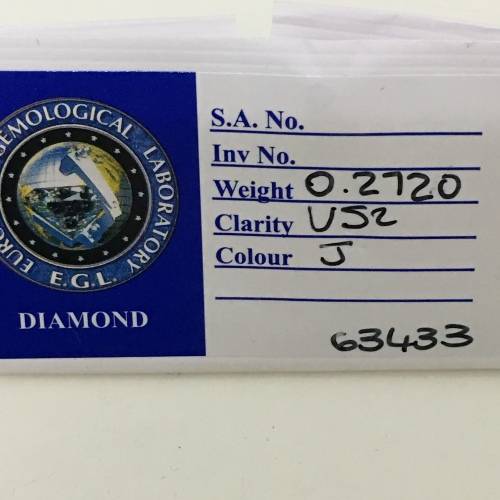 EUROPEAN GEMOLOGICAL LABORATORY
E.G.L.
DIAMOND
S.A. No.
Inv No.
Weight 0.2720
Clarity VS2
Colour J
63433